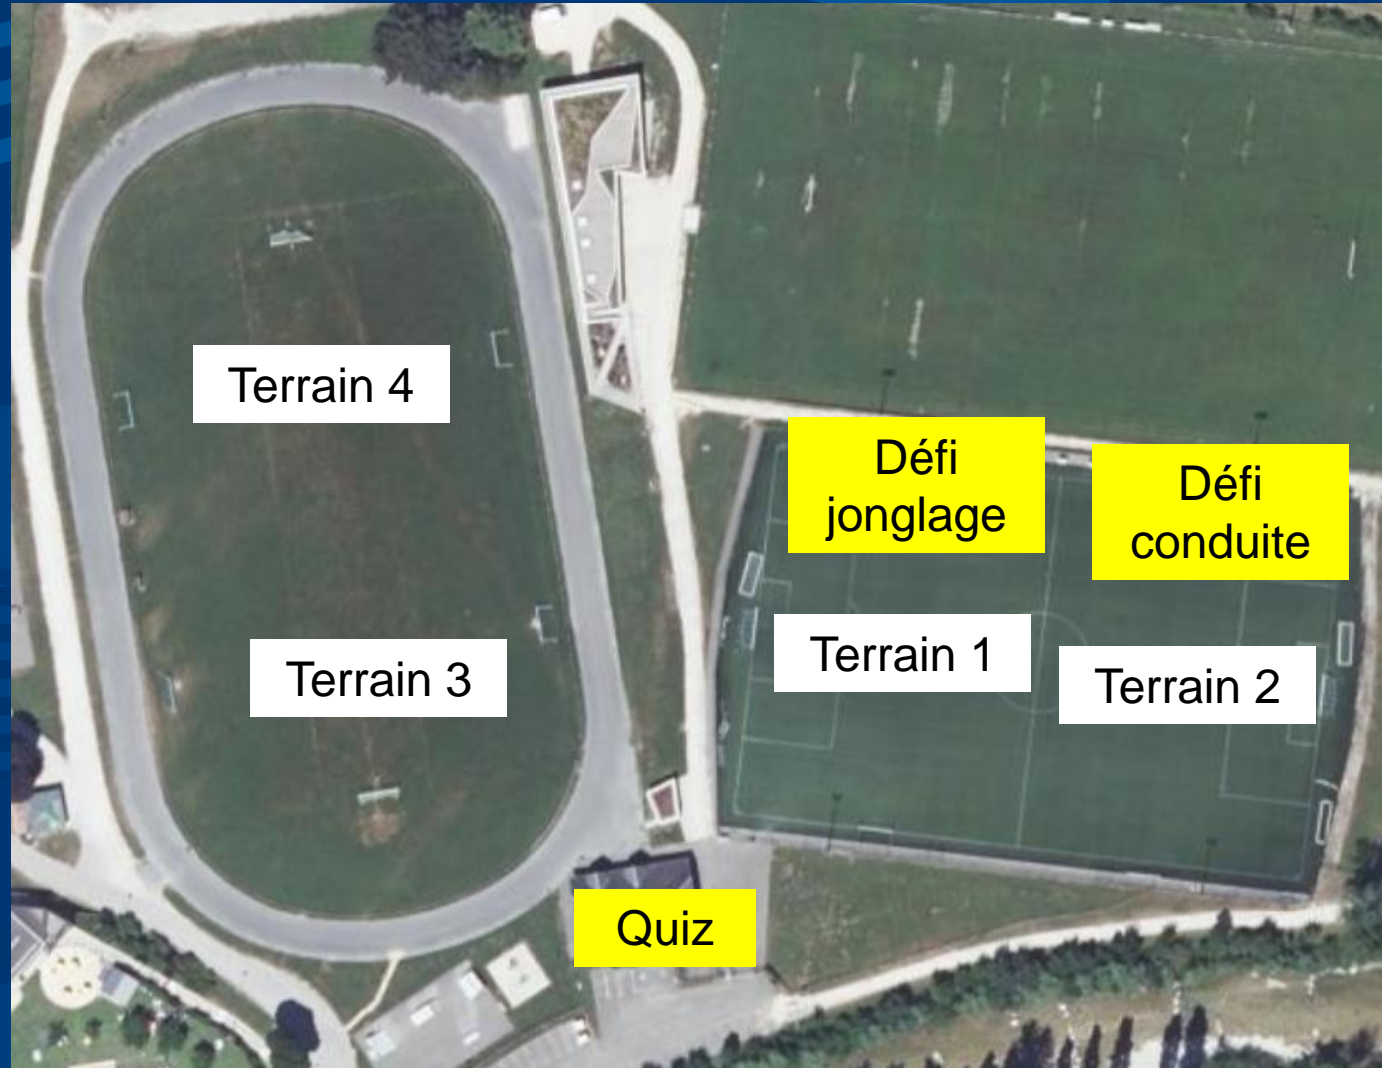 Terrain 4
Défi
jonglage
Défi
conduite
Terrain 1
Terrain 3
Terrain 2
Quiz